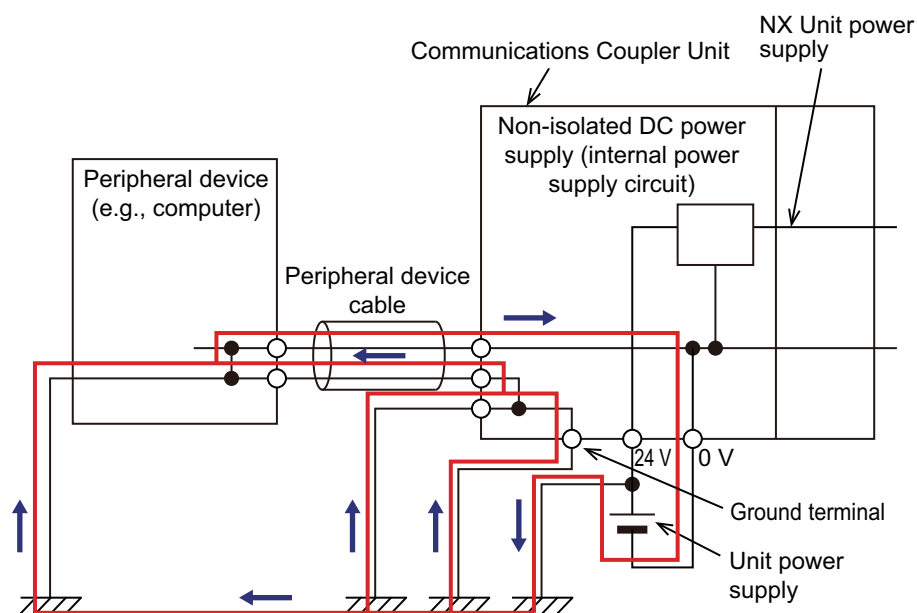 NX Unit power
supply
Communications Coupler Unit
Non-isolated DC power
supply (internal power
supply circuit)
Peripheral device
(e.g., computer)
Peripheral device
cable
24 V
0 V
Ground terminal
Unit power
supply